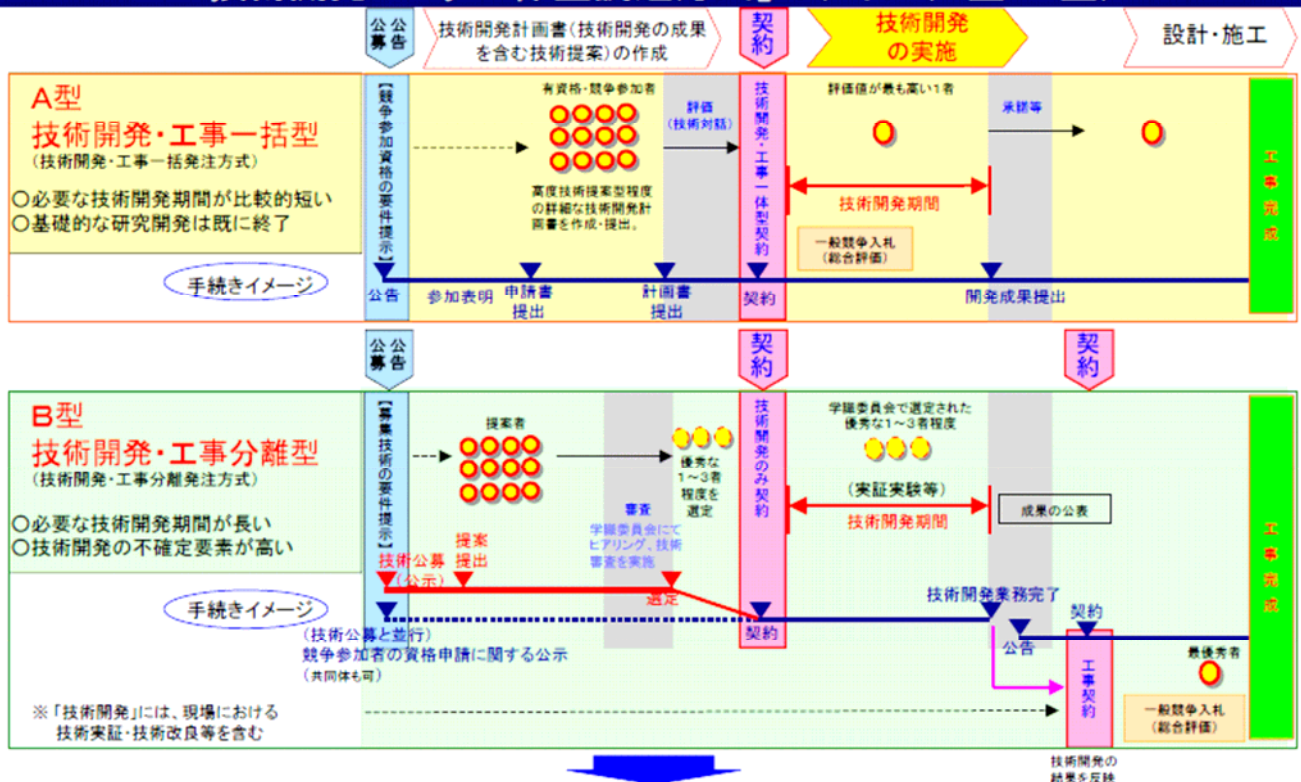 公募
公告
技術開発計画書(技術開発の成果
を含む技術提案)の作成
契約
技術開発
の実施
設計・施工
A型
技術開発・工事一括型
(技術開発・工事一括発注方式)
○必要な技術開発期間が比較的短い
○基礎的な研究開発は既に終了
手続きイメージ
【競争参加資格の要件提示】
有資格・競争参加者
高度技術提案型程度
の詳細な技術開発計
画書を作成・提出。
評価
(技術対話)
技術開発・工事一体型契約
評価値が最も高い1者
承諾等
技術開発期間
一般競争入札
(総合評価)
工事完成
公告
参加表明
申請書
提出
計画書
提出
契約
開発成果提出
公募
公告
契約
契約
B型
技術開発・工事分離型
(技術開発・工事分離発注方式)
○必要な技術開発期間が長い
○技術開発の不確定要素が高い
手続きイメージ
【募集技術の要件提示】
提案者
優秀な
1～3者
程度を
選定
審査
学識委員会にて
ヒアリング、技術
審査を実施
技術開発のみ契約
学識委員会で選定された
優秀な1～3者程度
(実証実験等)
技術開発期間
成果の公表
工事完成
技術公募
(公示)
提案
提出
選定
契約
技術開発業務完了
公告
契約
(技術公募と並行)
競争参加者の資格申請に関する公示
(共同体も可)
工事契約
最優秀者
一般競争入札
(総合評価)
※「技術開発」には、現場における
技術実証・技術改良等を含む
技術開発の
結果を反映